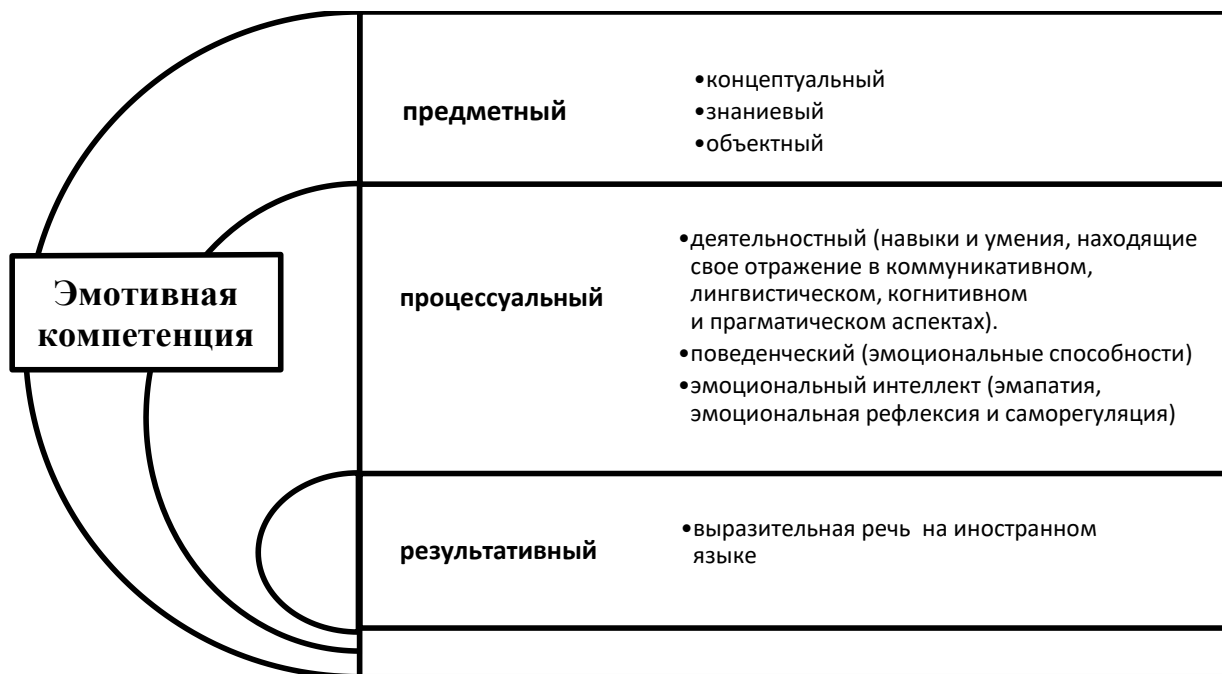 Эмотивная
компетенция
предметный
•концептуальный
•знаниевый
•объектный
процессуальный
•деятельностный (навыки и умения, находящие
свое отражение в коммуникативном,
лингвистическом, когнитивном
и прагматическом аспектах).
•поведенческий (эмоциональные способности)
•эмоциональный интеллект (эмапатия,
эмоциональная рефлексия и саморегуляция)
результативный
•выразительная речь на иностранном
языке